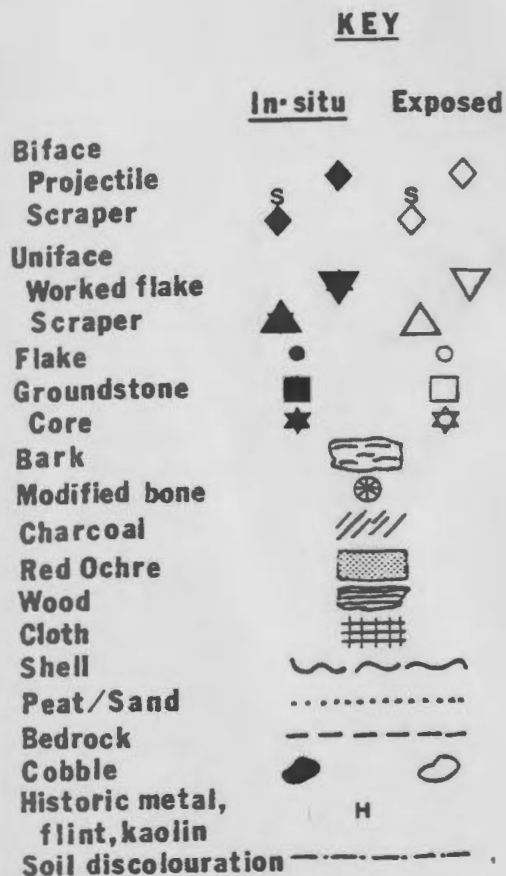 KEY
In-situ Exposed
Biface
Projectile
S S
Scraper
Uniface
Worked flake
Scraper
Flake
Groundstone
Core
Bark
Modified bone
Charcoal
Red Ochre
Wood
Cloth
Shell
Peat/Sand
Bedrock
Cobble
Historic metal, H
flint, kaolin
Soil discolouration